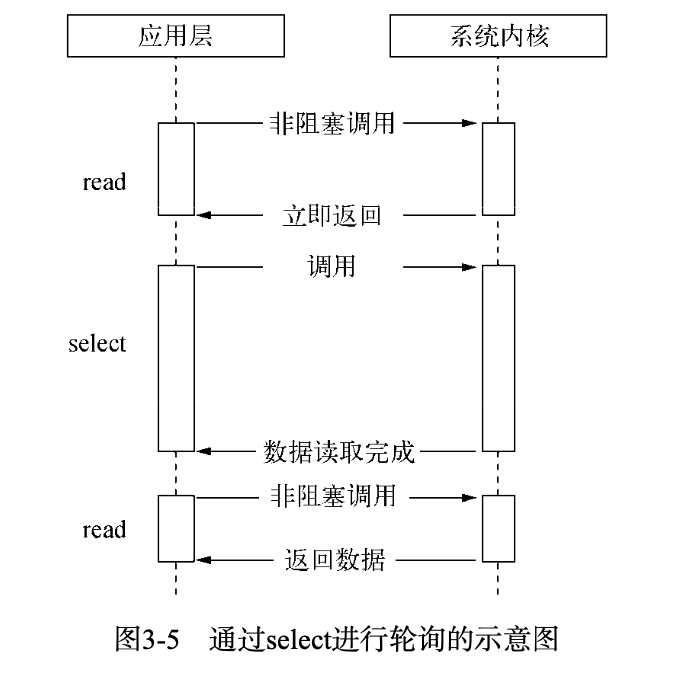 应用层
系统内核
非阻塞调用
read
立即返回
调用
select
数据读取完成
非阻塞调用
read
返回数据
图3-5 通过select进行轮询的示意图